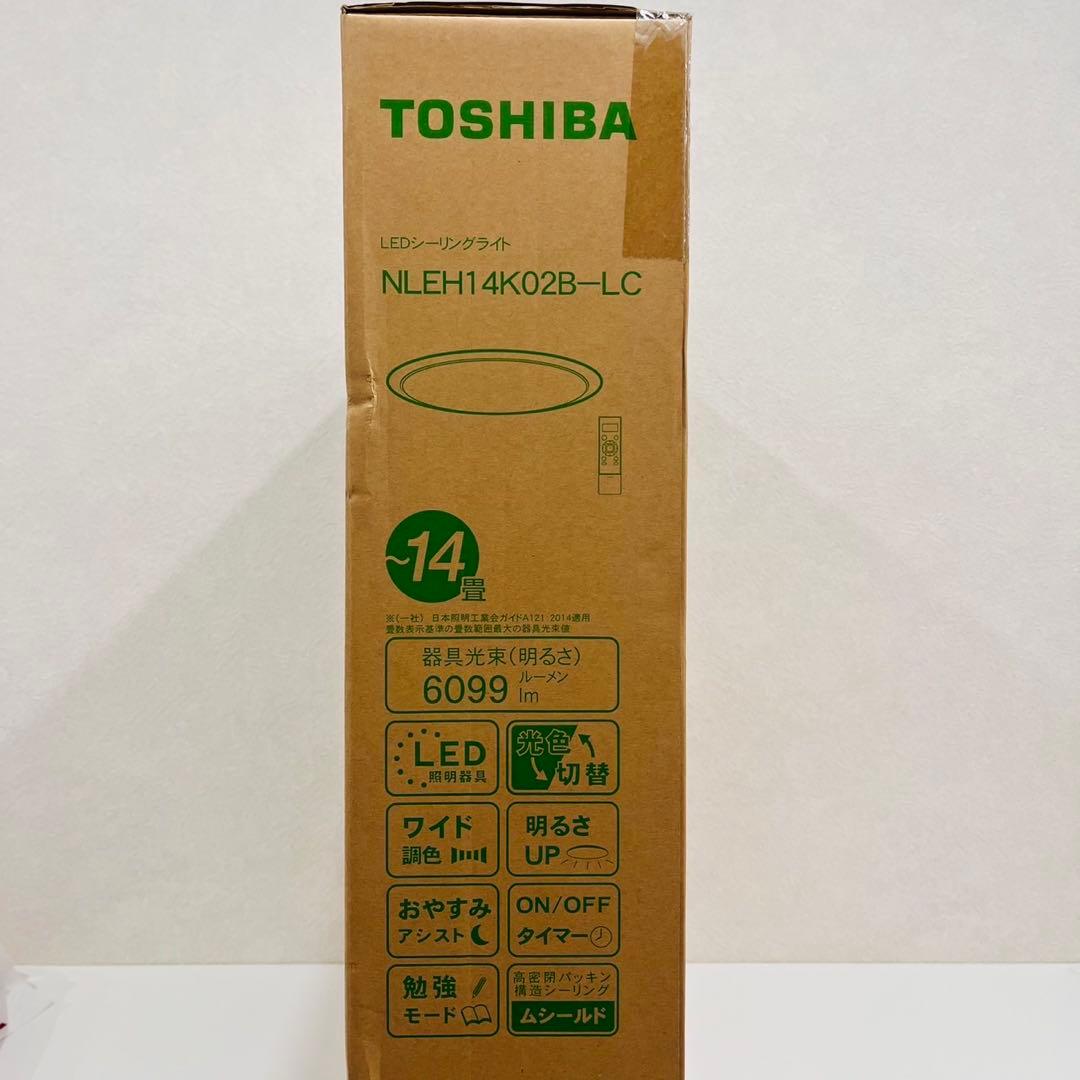 TOSHIBA
LEDシーリングライト
NLEH14K02B-LC
~14畳
※(一社) 日本照明工業会ガイドA121:2014適用
畳数表示基準の畳数範囲最大の器具光束値
器具光束(明るさ)
6099 ルーメン
lm
LED
照明器具
光色
切替
ワイド
調色
明るさ
UP
おやすみ
アシスト
ON/OFF
タイマー
勉強
モード
高密閉パッキン
構造シーリング
ムシールド